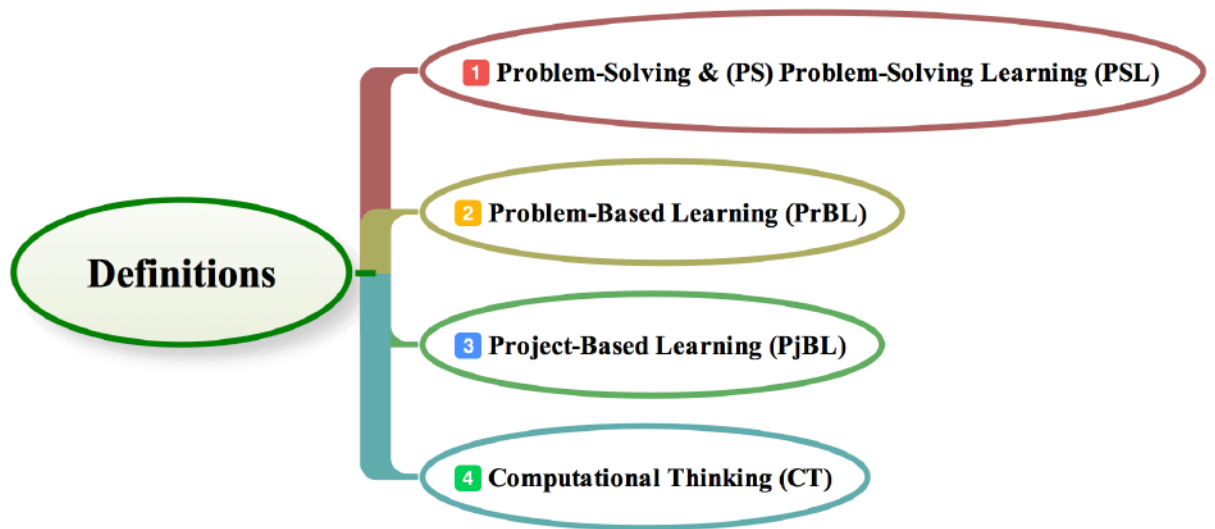 Definitions
1 Problem-Solving & (PS) Problem-Solving Learning (PSL)
2 Problem-Based Learning (PrBL)
3 Project-Based Learning (PjBL)
4 Computational Thinking (CT)